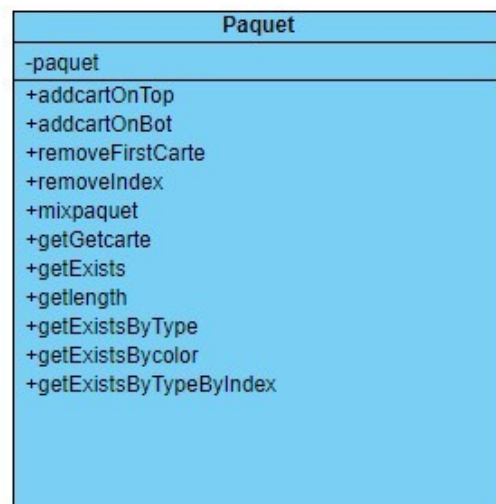 Paquet
-paquet
+addcartOnTop
+addcartOnBot
+removeFirstCarte
+removeIndex
+mixpaquet
+getGetcarte
+getExists
+getlength
+getExistsByType
+getExistsBycolor
+getExistsByTypeByIndex